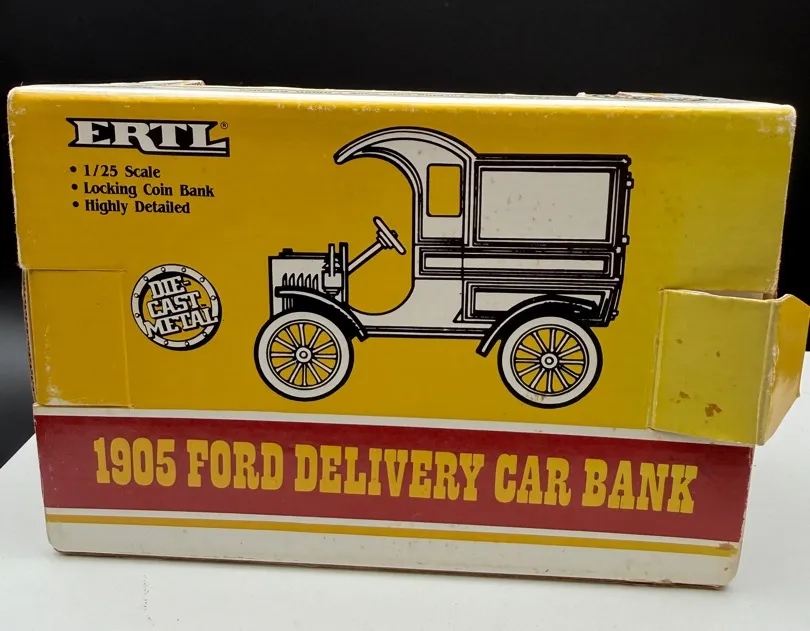 ERTL®
• 1/25 Scale
• Locking Coin Bank
• Highly Detailed
DIE-
CAST
METAL
1905 FORD DELIVERY CAR BANK